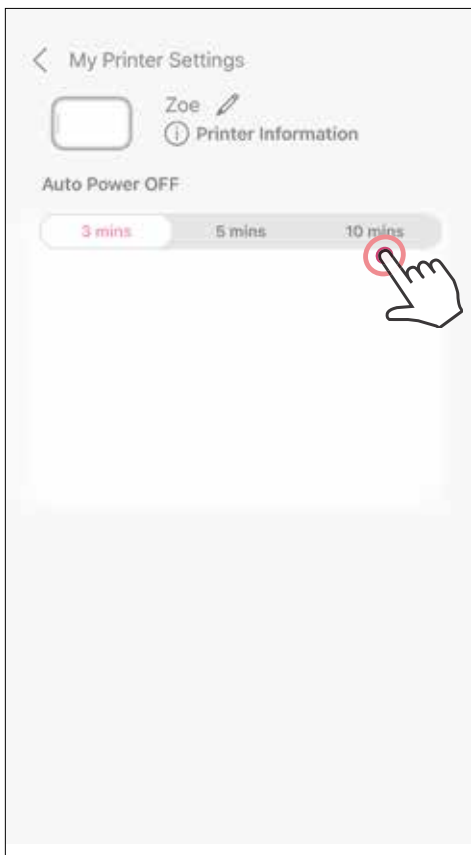 My Printer Settings
Zoe
Printer Information
Auto Power OFF
3 mins 5 mins 10 mins